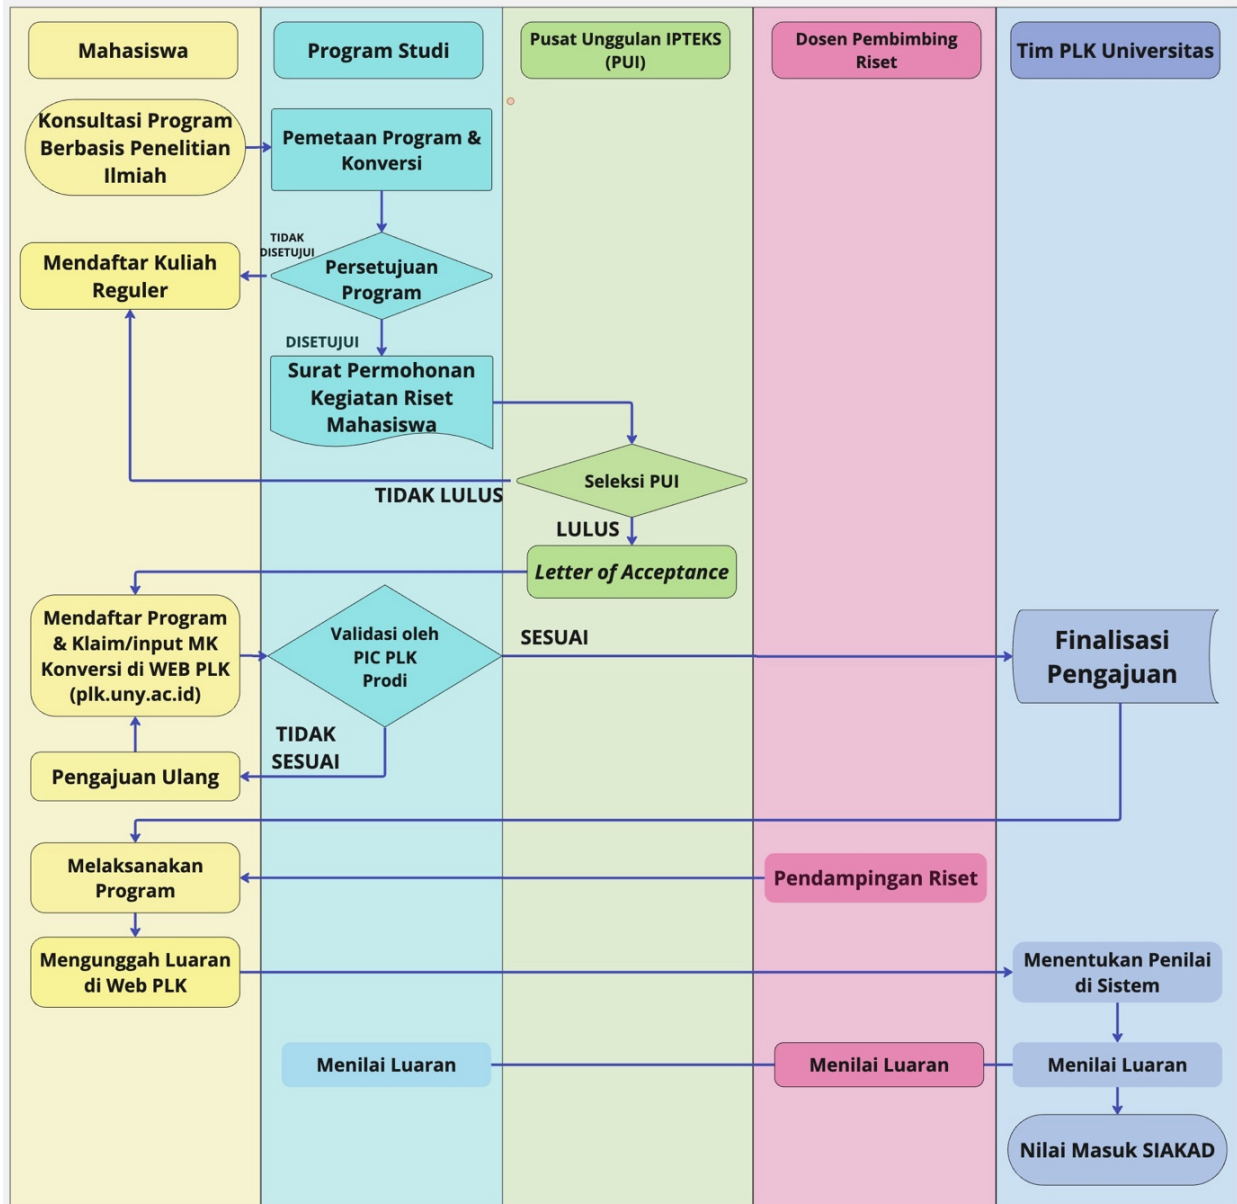 Mahasiswa
Program Studi
Pusat Unggulan IPTEKS
(PUI)
Dosen Pembimbing
Riset
Tim PLK Universitas
Konsultasi Program
Berbasis Penelitian
Ilmiah
Pemetaan Program &
Konversi
TIDAK
DISETUJUI
Mendaftar Kuliah
Reguler
Persetujuan
Program
DISETUJUI
Surat Permohonan
Kegiatan Riset
Mahasiswa
Seleksi PUI
TIDAK LULUS
LULUS
Letter of Acceptance
Mendaftar Program
& Klaim/input MK
Konversi di WEB PLK
(plk.uny.ac.id)
Validasi oleh
PIC PLK
Prodi
SESUAI
Finalisasi
Pengajuan
TIDAK
SESUAI
Pengajuan Ulang
Melaksanakan
Program
Pendampingan Riset
Mengunggah Luaran
di Web PLK
Menentukan Penilai
di Sistem
Menilai Luaran
Menilai Luaran
Menilai Luaran
Nilai Masuk SIAKAD